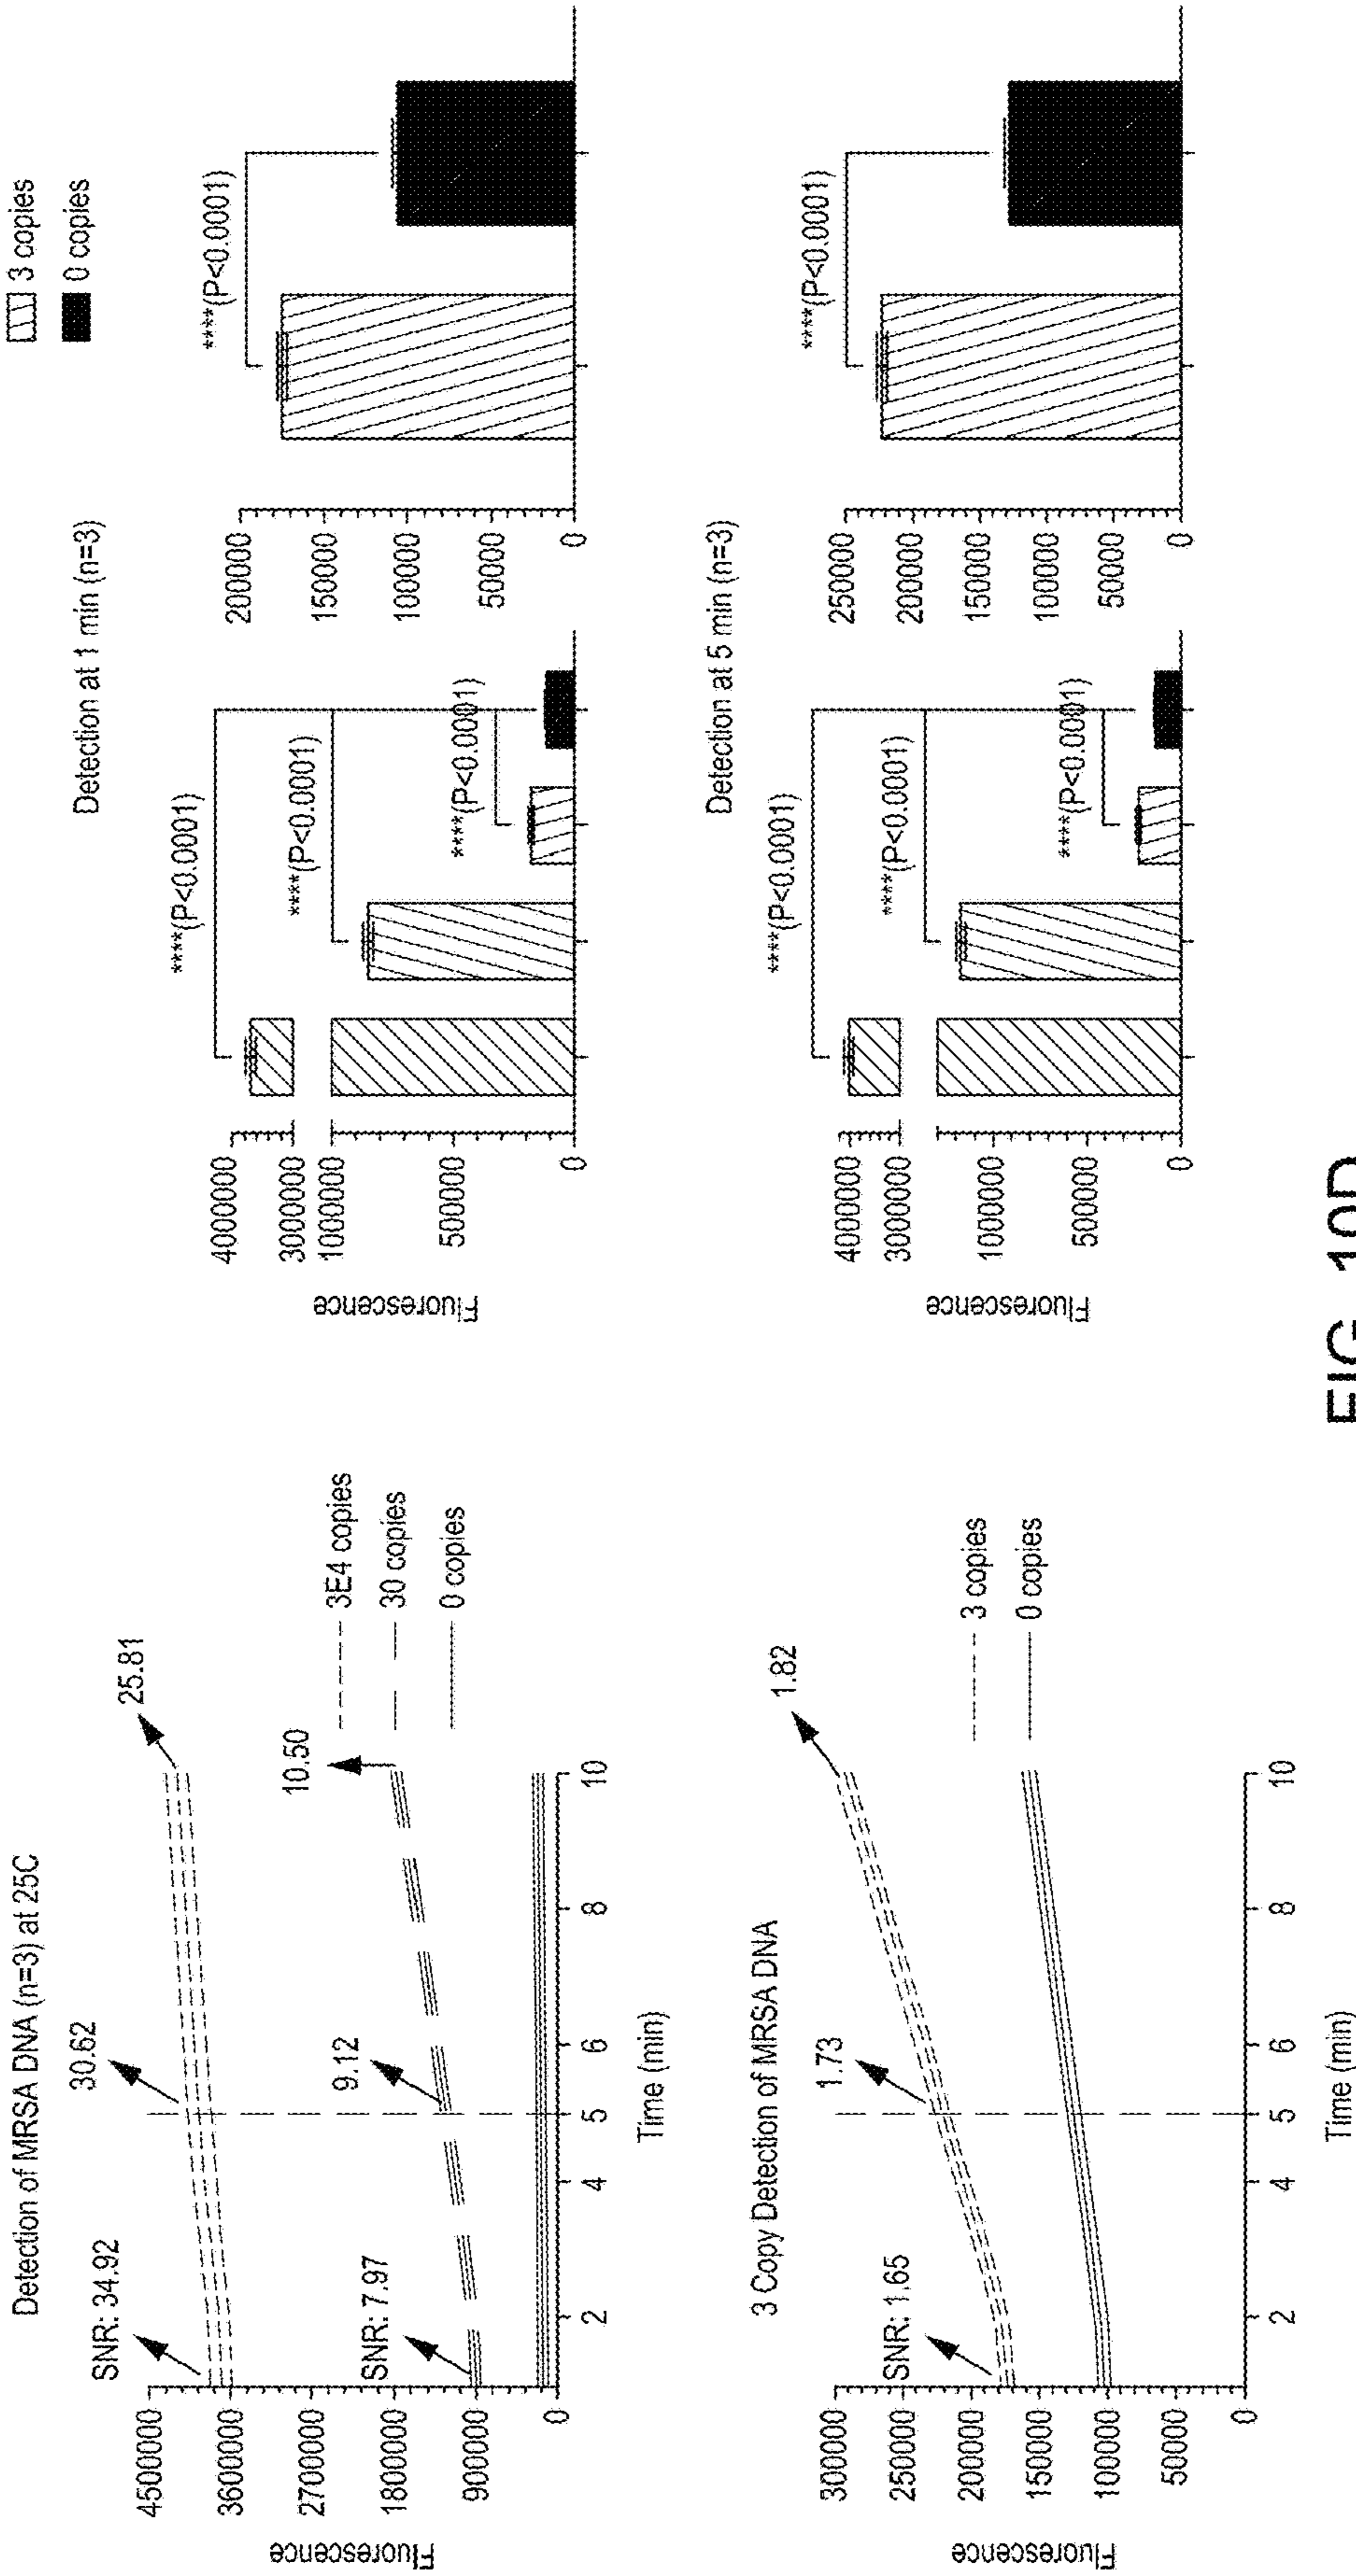 Detection of MRSA DNA (n=3) at 25C
Fluorescence
4500000
3600000
2700000
1800000
900000
0
SNR: 34.92
30.62
25.81
SNR: 7.97
9.12
10.50
2
4
5
6
8
10
Time (min)
3E4 copies
30 copies
0 copies
3 Copy Detection of MRSA DNA
Fluorescence
300000
250000
200000
150000
100000
50000
0
SNR: 1.65
1.73
1.82
2
4
5
6
8
10
Time (min)
3 copies
0 copies
3 copies
0 copies
Detection at 1 min (n=3)
Fluorescence
4000000
3000000
1000000
500000
0
****(P<0.0001)
****(P<0.0001)
****(P<0.0001)
200000
150000
100000
50000
0
****(P<0.0001)
Detection at 5 min (n=3)
Fluorescence
4000000
3000000
1000000
500000
0
****(P<0.0001)
****(P<0.0001)
****(P<0.0001)
250000
200000
150000
100000
50000
0
****(P<0.0001)
FIG. 10D